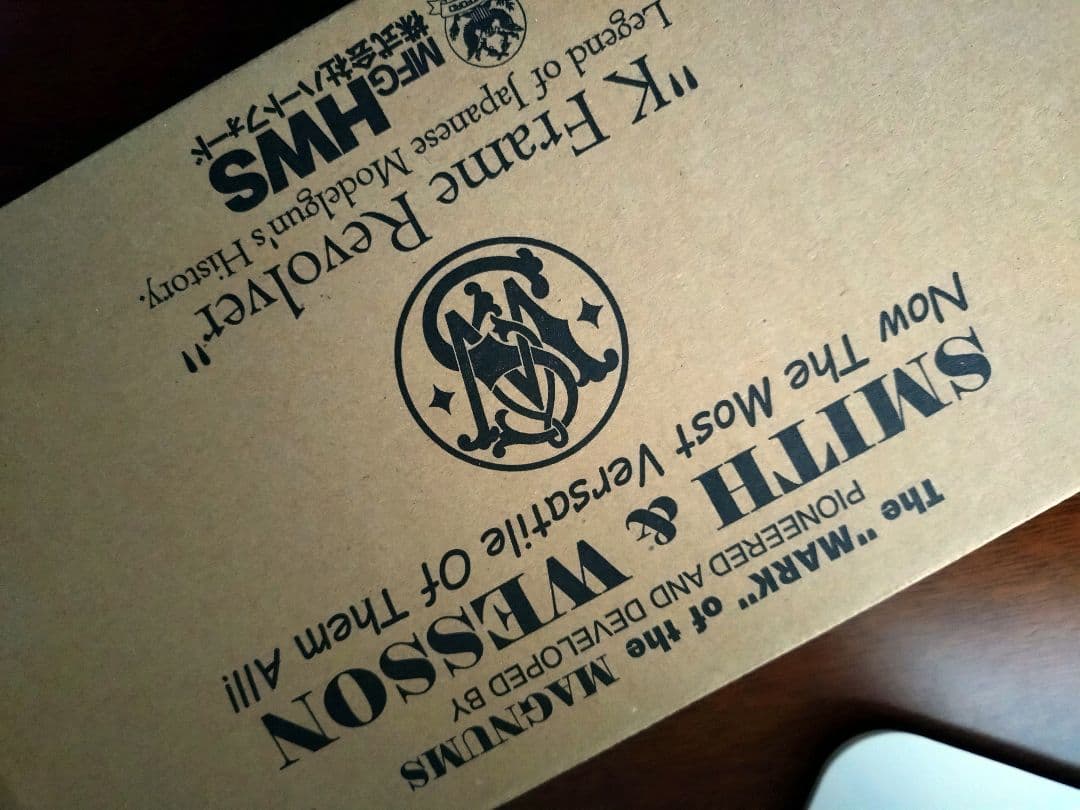 The "MARK" of the MAGNUMS
PIONEERED AND DEVELOPED BY
SMITH & WESSON
Now The Most Versatile Of Them All!
"K Frame Revolver"
Legend of Japanese Modelgun's History.
MFG HWS
株式会社ハートフォード